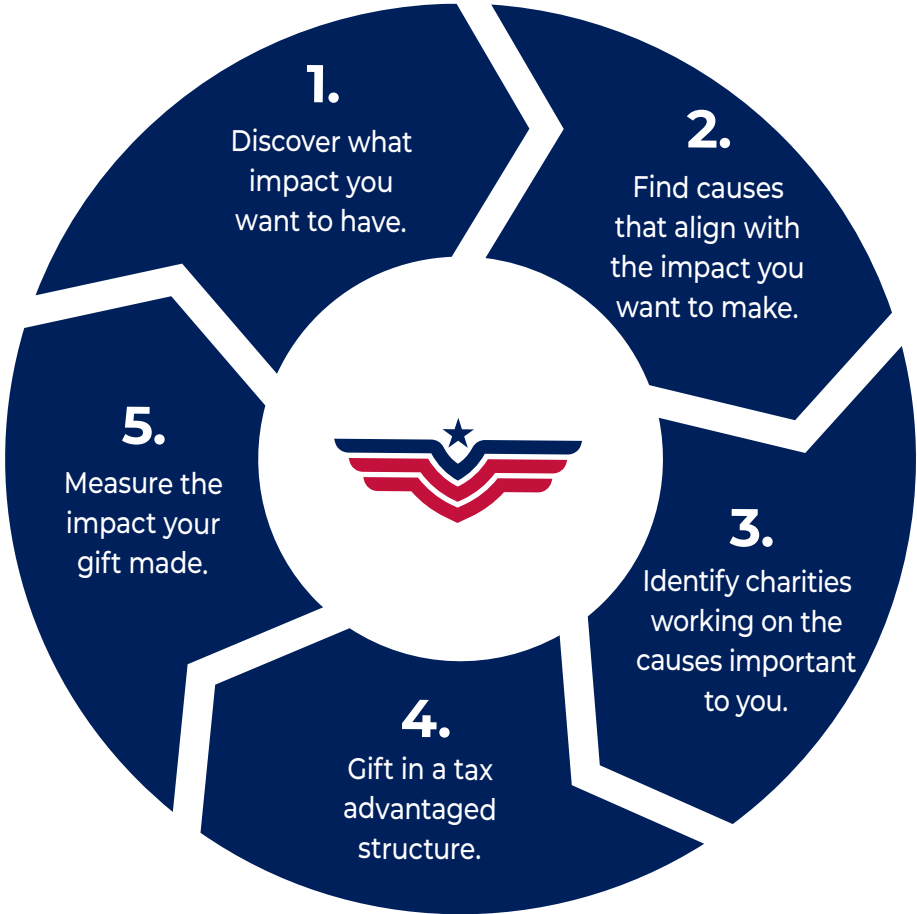 1.
Discover what
impact you
want to have.
2.
Find causes
that align with
the impact you
want to make.
3.
Identify charities
working on the
causes important
to you.
4.
Gift in a tax
advantaged
structure.
5.
Measure the
impact your
gift made.